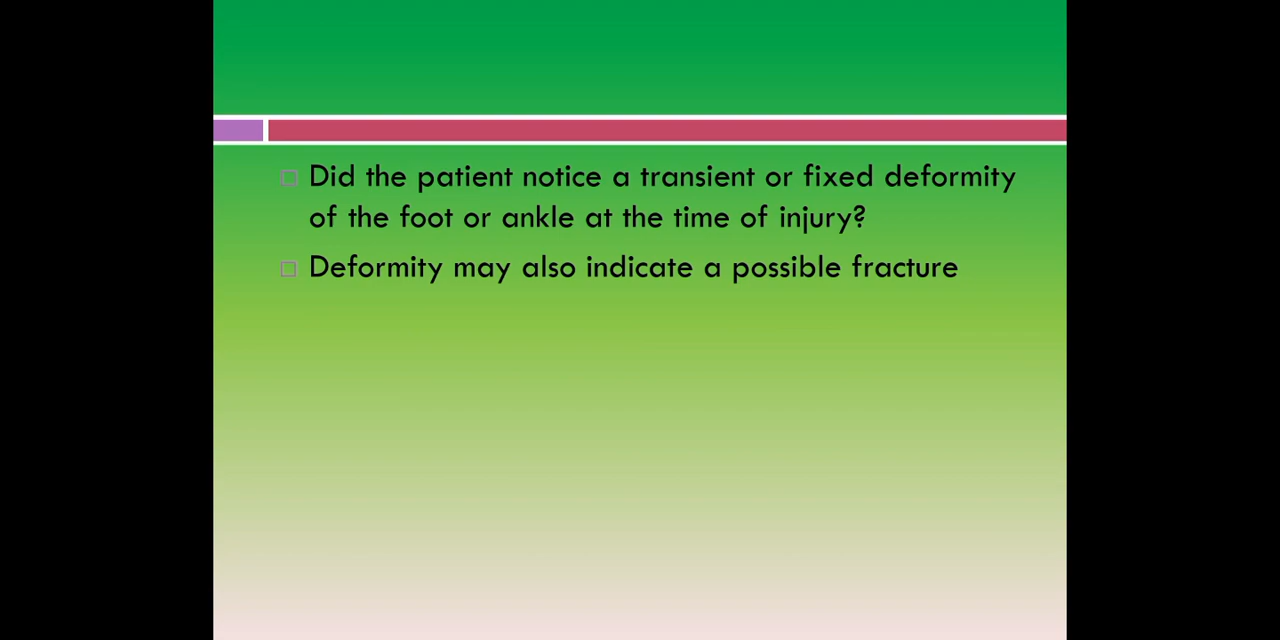 Did the patient notice a transient or fixed deformity
of the foot or ankle at the time of injury?
Deformity may also indicate a possible fracture